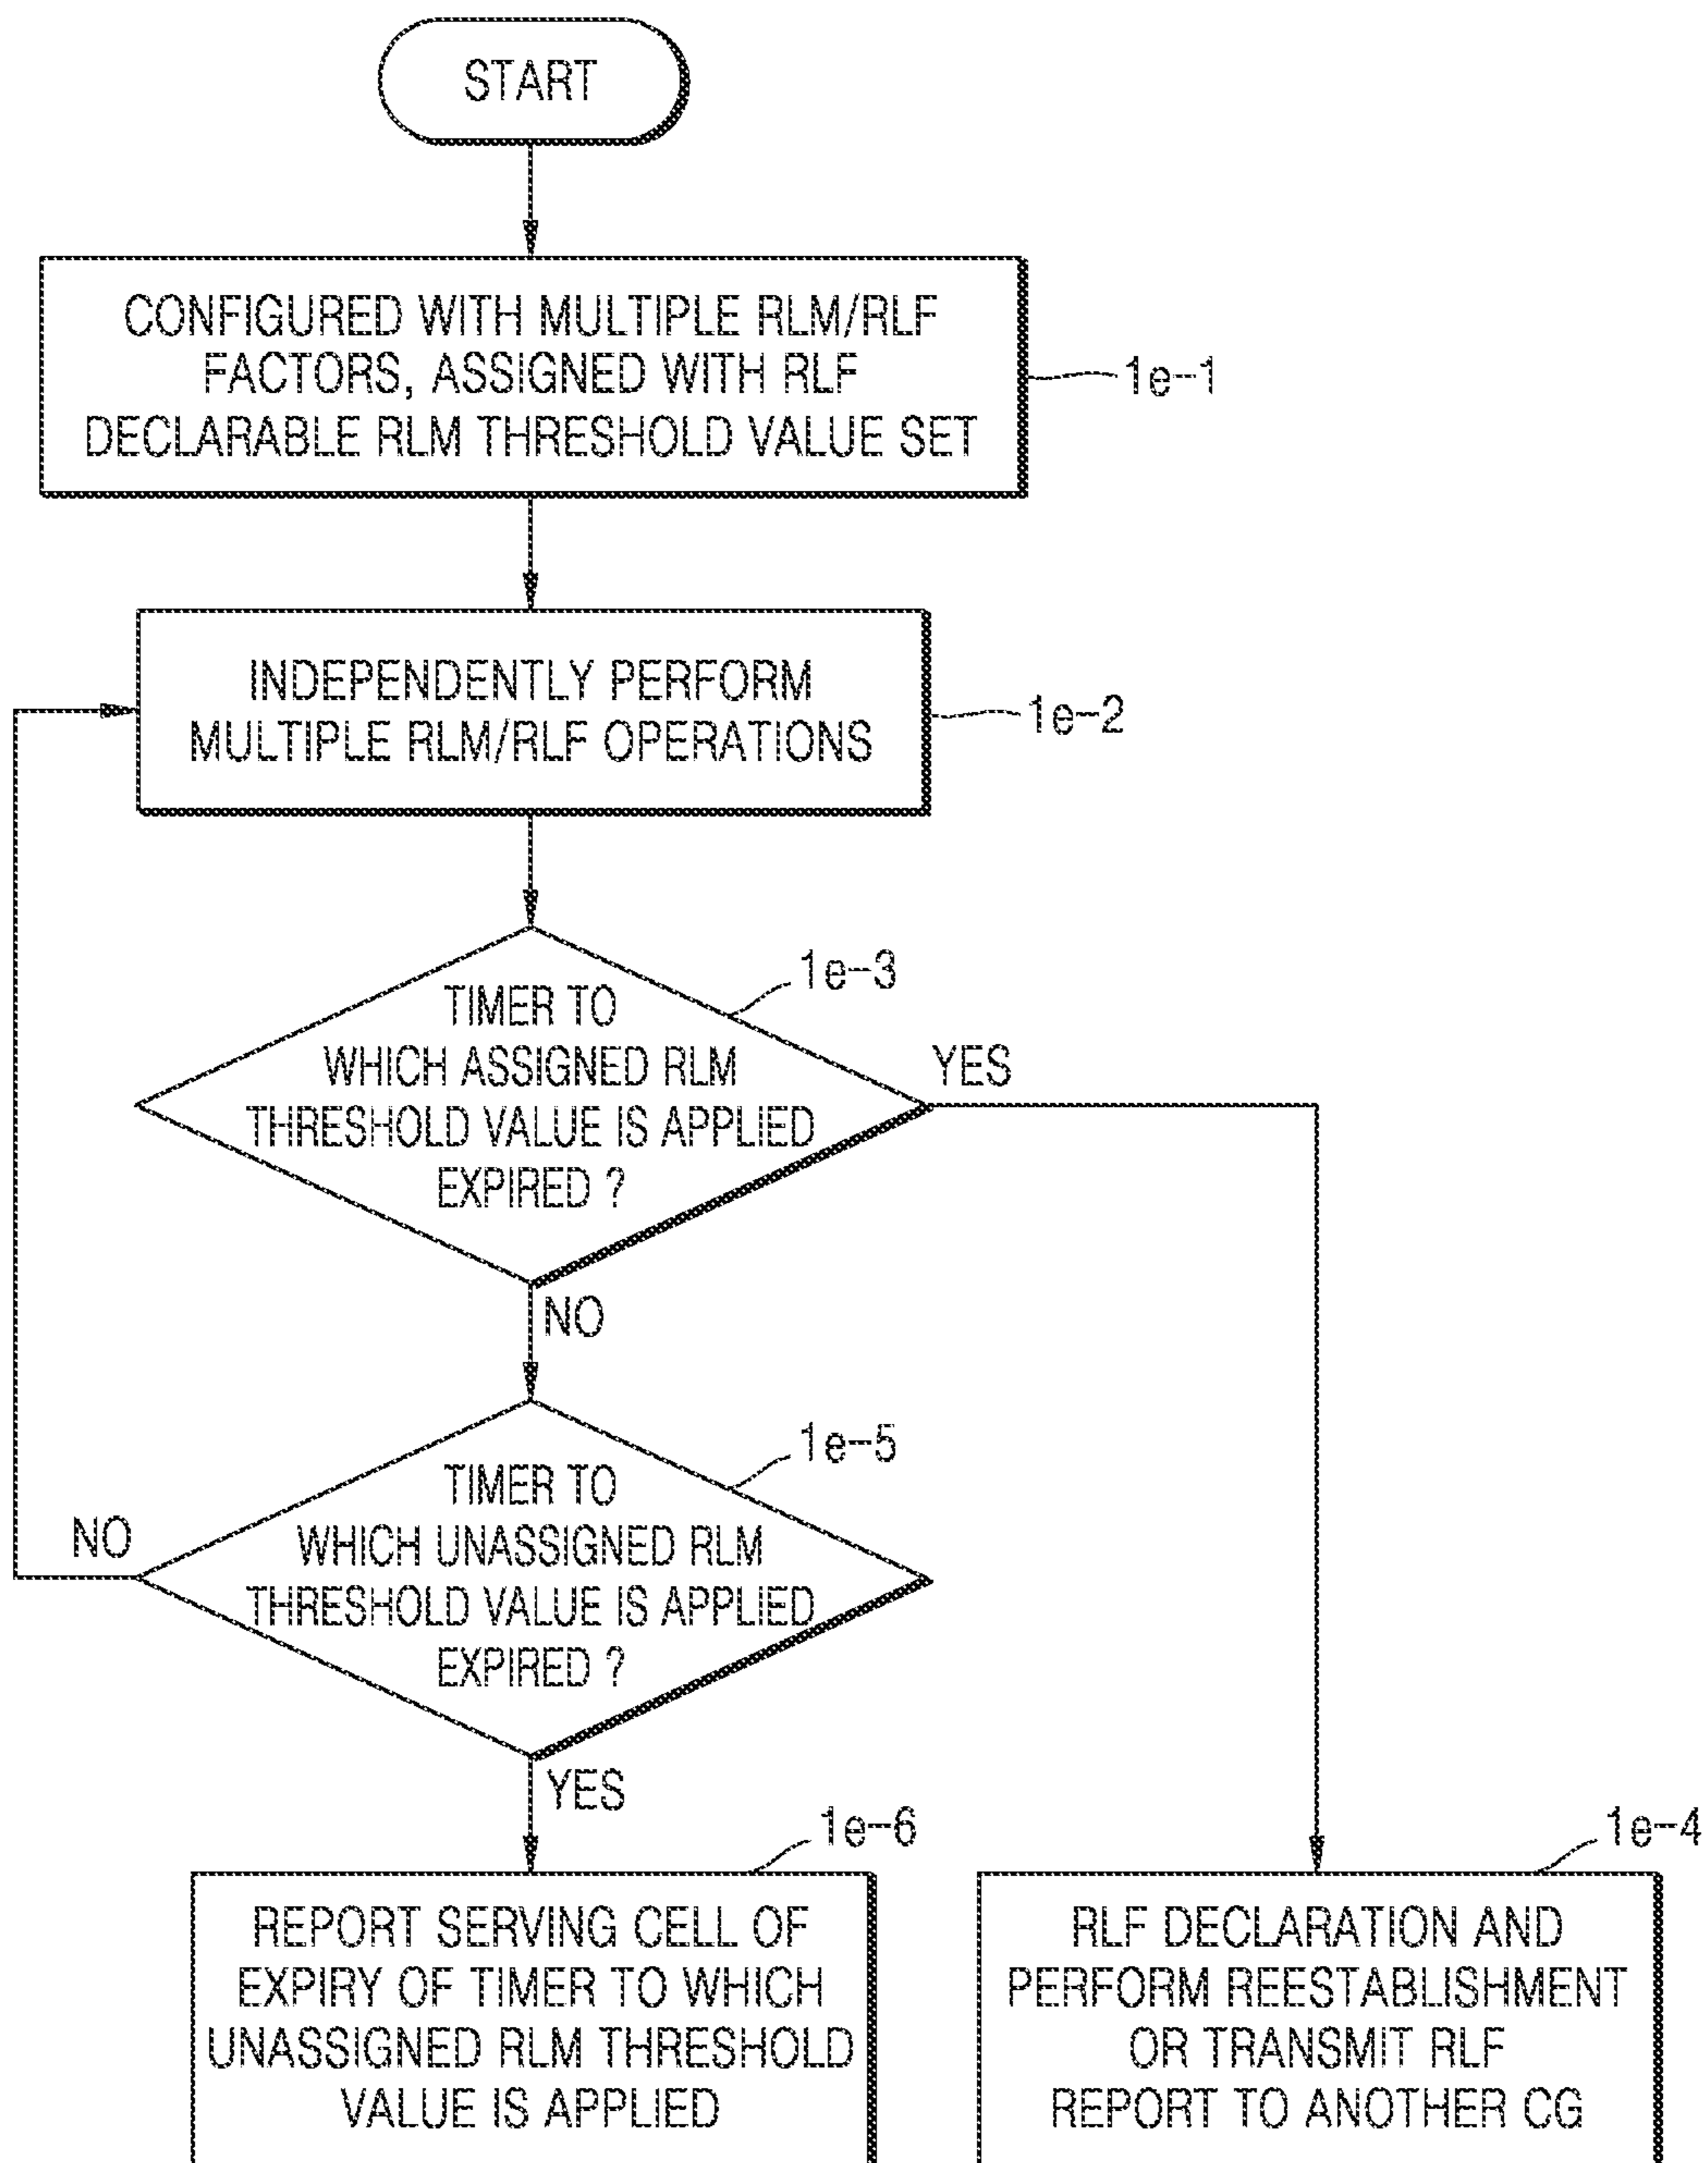 START
CONFIGURED WITH MULTIPLE RLM/RLF
FACTORS, ASSIGNED WITH RLF
DECLARABLE RLM THRESHOLD VALUE SET
1e-1
INDEPENDENTLY PERFORM
MULTIPLE RLM/RLF OPERATIONS
1e-2
1e-3
TIMER TO
WHICH ASSIGNED RLM
THRESHOLD VALUE IS APPLIED
EXPIRED ?
YES
NO
1e-5
TIMER TO
WHICH UNASSIGNED RLM
THRESHOLD VALUE IS APPLIED
EXPIRED ?
NO
YES
1e-6
REPORT SERVING CELL OF
EXPIRY OF TIMER TO WHICH
UNASSIGNED RLM THRESHOLD
VALUE IS APPLIED
1e-4
RLF DECLARATION AND
PERFORM REESTABLISHMENT
OR TRANSMIT RLF
REPORT TO ANOTHER CG